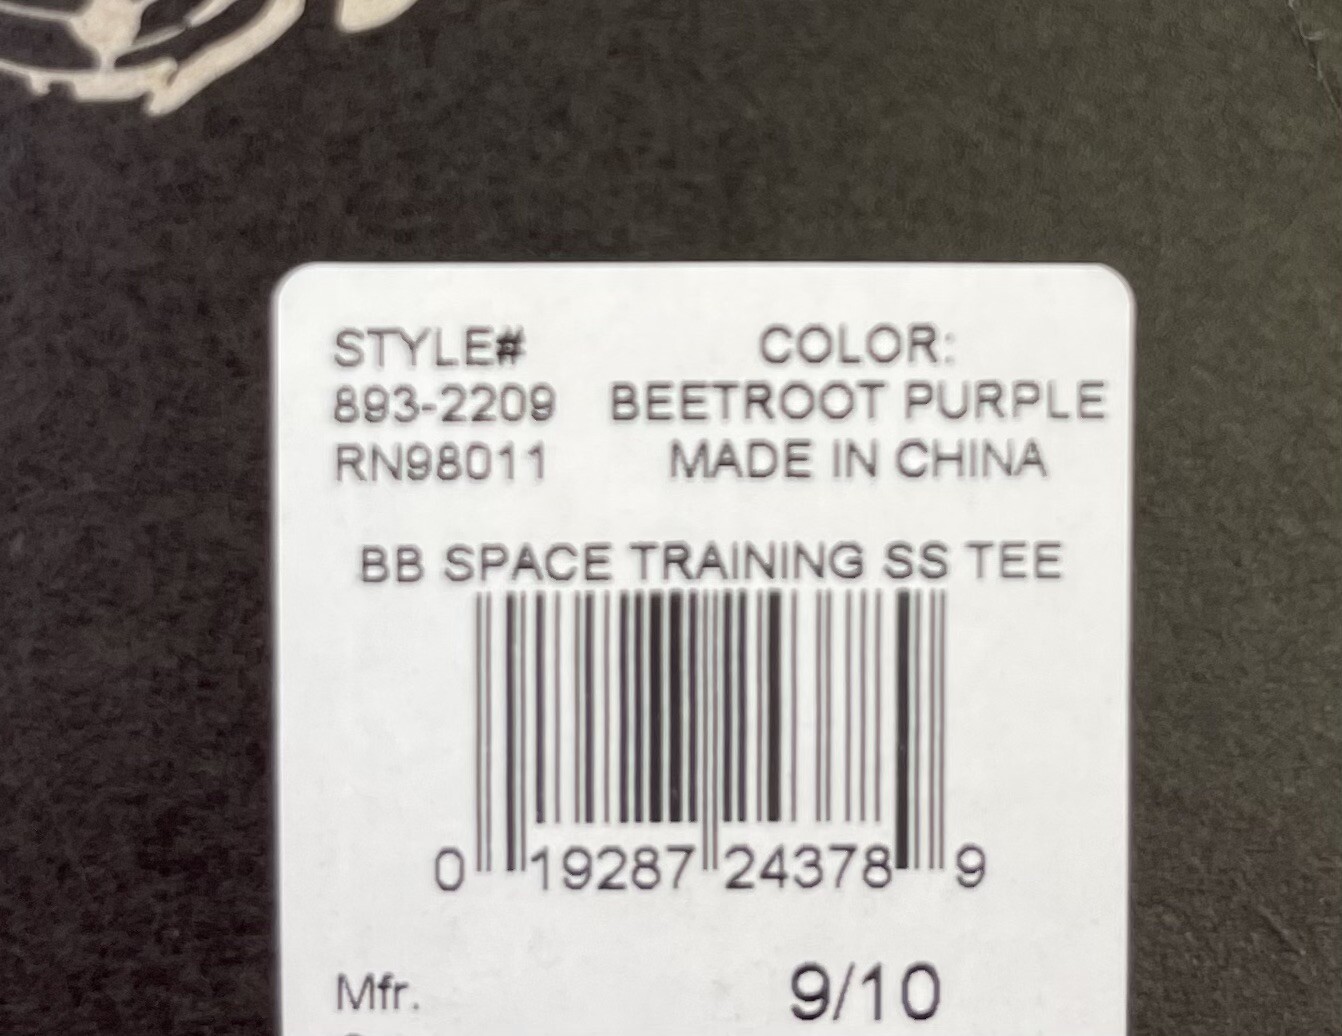 STYLE# COLOR:
893-2209 BEETROOT PURPLE
RN98011 MADE IN CHINA
BB SPACE TRAINING SS TEE
0 19287 24378 9
Mfr. 9/10